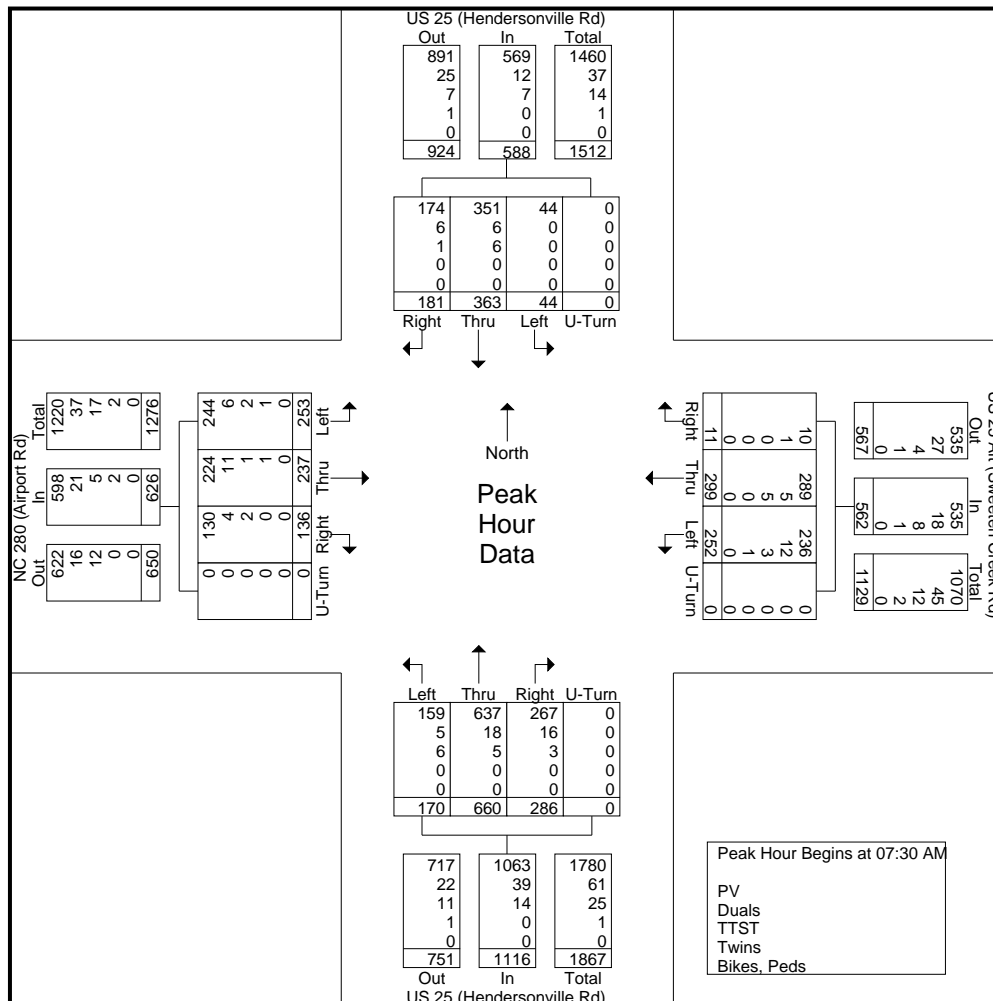 US 25 (Hendersonville Rd)
Out In Total
891 569 1460
25 12 37
7 7 14
1 0 1
0 0 0
924 588 1512
174 351 44 0
6 6 0 0
1 6 0 0
0 0 0 0
0 0 0 0
181 363 44 0
Right Thru Left U-Turn
NC 280 (Airport Rd)
Total
1220 37 17 2 0 1276
In
598 21 5 2 0 626
Out
622 16 12 0 0 650
244 6 2 1 0 253
Left
224 11 1 1 0 237
Thru
130 4 2 0 0 136
Right
0 0 0 0 0 0
U-Turn
North
Peak
Hour
Data
Right
10 1 0 0 0 11
Thru
289 5 5 0 0 299
Left
236 12 3 1 0 252
U-Turn
0 0 0 0 0 0
US 25 Alt (Sweeten Creek Rd)
Out
535 27 4 1 0 567
In
535 18 8 1 0 562
Total
1070 45 12 2 0 1129
Left Thru Right U-Turn
159 637 267 0
5 18 16 0
6 5 3 0
0 0 0 0
0 0 0 0
170 660 286 0
717 1063 1780
22 39 61
11 14 25
1 0 1
0 0 0
751 1116 1867
Out In Total
US 25 (Hendersonville Rd)
Peak Hour Begins at 07:30 AM
PV
Duals
TTST
Twins
Bikes, Peds